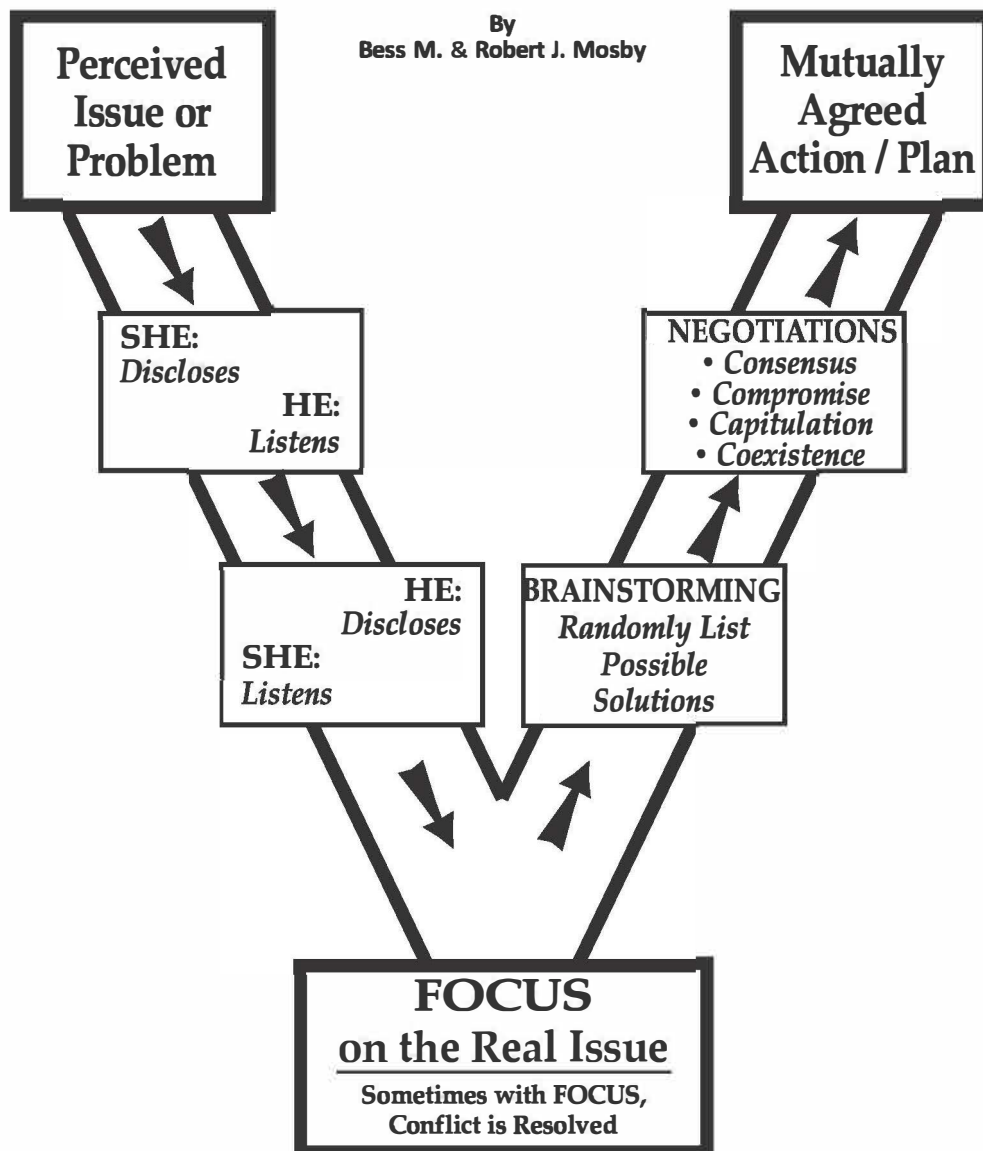 By
Bess M. & Robert J. Mosby
Perceived
Issue or
Problem
SHE:
Discloses
HE:
Listens
HE:
Discloses
SHE:
Listens
FOCUS
on the Real Issue
Sometimes with FOCUS,
Conflict is Resolved
BRAINSTORMING
Randomly List
Possible
Solutions
NEGOTIATIONS
• Consensus
• Compromise
• Capitulation
• Coexistence
Mutually
Agreed
Action / Plan